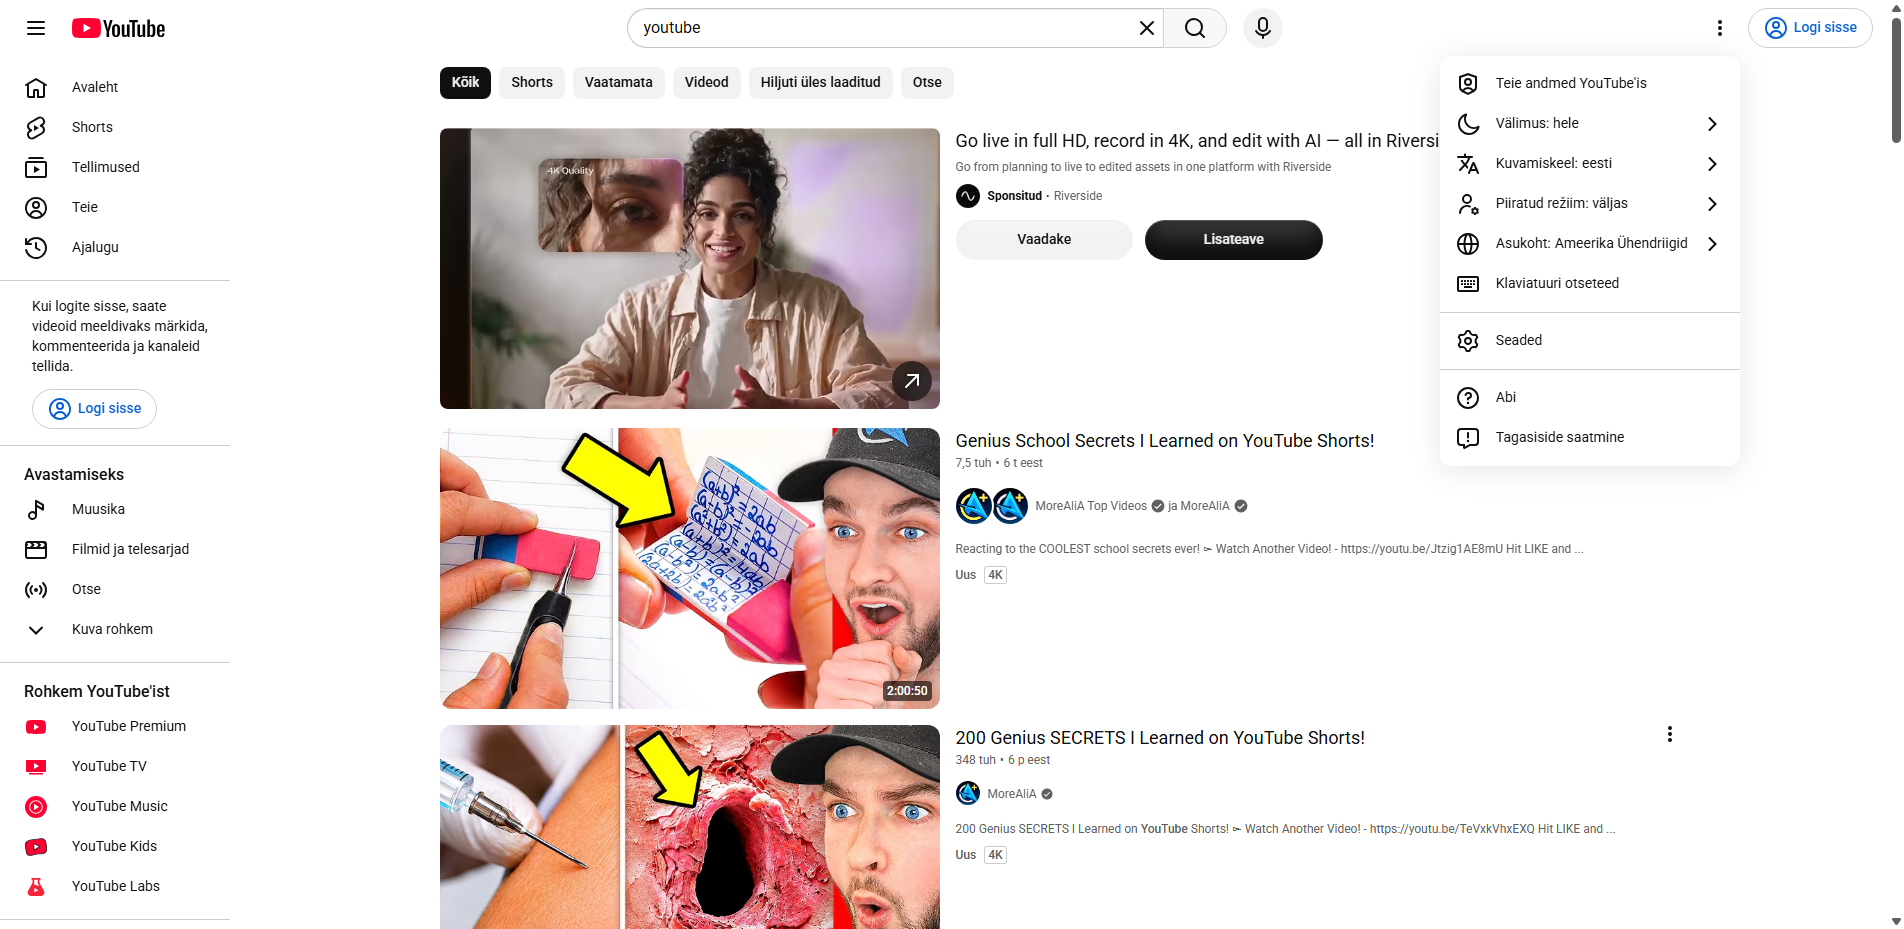 YouTube
youtube
Logi sisse
Avaleht
Shorts
Tellimused
Teie
Ajalugu
Kui logite sisse, saate
videoid meeldivaks märkida,
kommenteerida ja kanaleid
tellida.
Logi sisse
Avastamiseks
Muusika
Filmid ja telesarjad
Otse
Kuva rohkem
Rohkem YouTube'ist
YouTube Premium
YouTube TV
YouTube Music
YouTube Kids
YouTube Labs
Kõik
Shorts
Vaatamata
Videod
Hiljuti üles laaditud
Otse
4K Quality
Go live in full HD, record in 4K, and edit with AI — all in Riversi
Go from planning to live to edited assets in one platform with Riverside
Sponsitud · Riverside
Vaadake
Lisateave
2:00:50
Genius School Secrets I Learned on YouTube Shorts!
7,5 tuh • 6 t eest
MoreAliA Top Videos ja MoreAliA
Reacting to the COOLEST school secrets ever! ➛ Watch Another Video! - https://youtu.be/Jtzig1AE8mU Hit LIKE and ...
Uus 4K
200 Genius SECRETS I Learned on YouTube Shorts!
348 tuh • 6 p eest
MoreAliA
200 Genius SECRETS I Learned on YouTube Shorts! ➛ Watch Another Video! - https://youtu.be/TeVxkVhxEXQ Hit LIKE and ...
Uus 4K
Teie andmed YouTube'is
Välimus: hele
Kuvamiskeel: eesti
Piiratud režiim: väljas
Asukoht: Ameerika Ühendriigid
Klaviatuuri otseteed
Seaded
Abi
Tagasiside saatmine